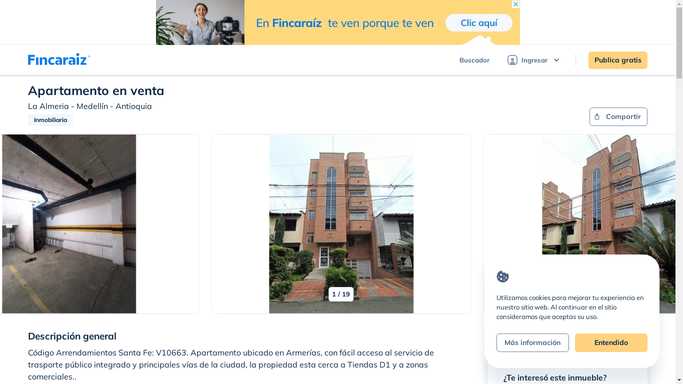 En Fincaraíz te ven porque te ven
Clic aquí
Fincaraíz
Buscador
Ingresar
Publica gratis
Apartamento en venta
La Almeria - Medellín - Antioquia
Inmobiliaria
Compartir
1 / 19
Utilizamos cookies para mejorar tu experiencia en
nuestro sitio web. Al continuar en el sitio
consideramos que aceptas su uso.
Más información
Entendido
Descripción general
Código Arrendamientos Santa Fe: V10663. Apartamento ubicado en Armerías, con fácil acceso al servicio de
trasporte público integrado y principales vías de la ciudad, la propiedad esta cerca a Tiendas D1 y a zonas
comerciales..
¿Te interesó este inmueble?